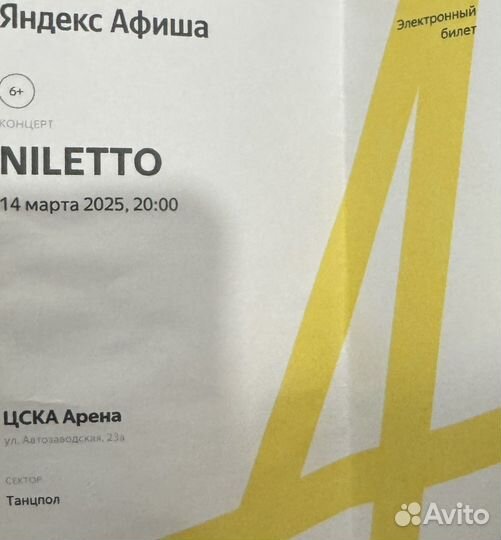 Яндекс Афиша
Электронный
билет
6+
КОНЦЕРТ
NILETTO
14 марта 2025, 20:00
ЦСКА Арена
ул. Автозаводская, 23а
СЕКТОР
Танцпол
Avito